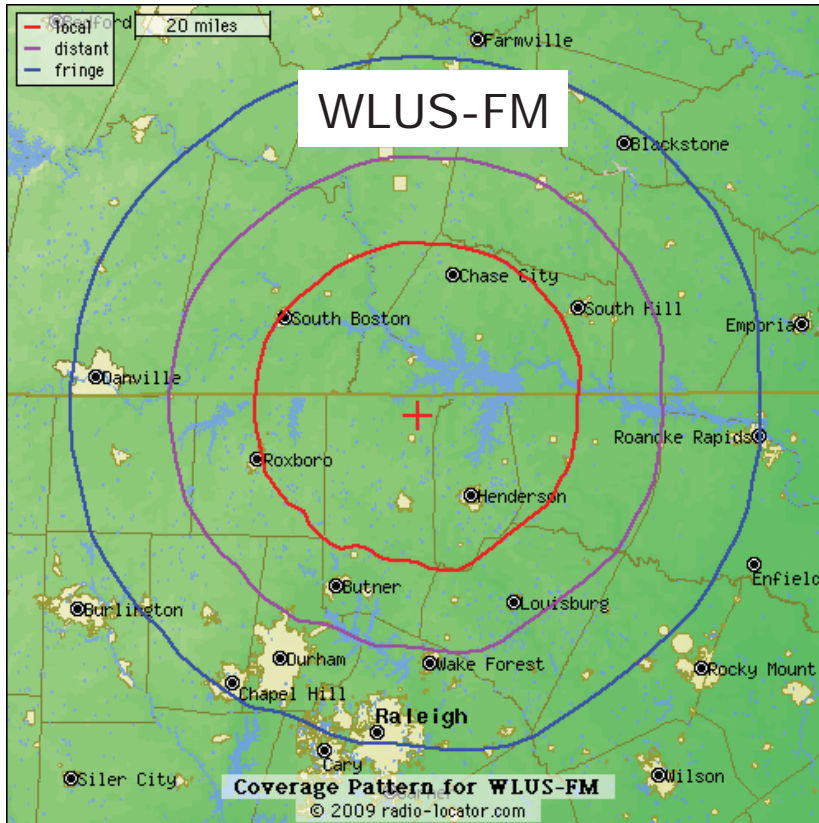 Bedford
20 miles
local
distant
fringe
Farmville
WLUS-FM
Blackstone
Chase City
South Hill
South Boston
Emporia
Danville
Roanoke Rapids
Roxboro
Henderson
Enfield
Butner
Louisburg
Burlington
Durham
Wake Forest
Rocky Mount
Chapel Hill
Raleigh
Cary
Siler City
Wilson
Coverage Pattern for WLUS-FM
Garner
© 2009 radio-locator.com